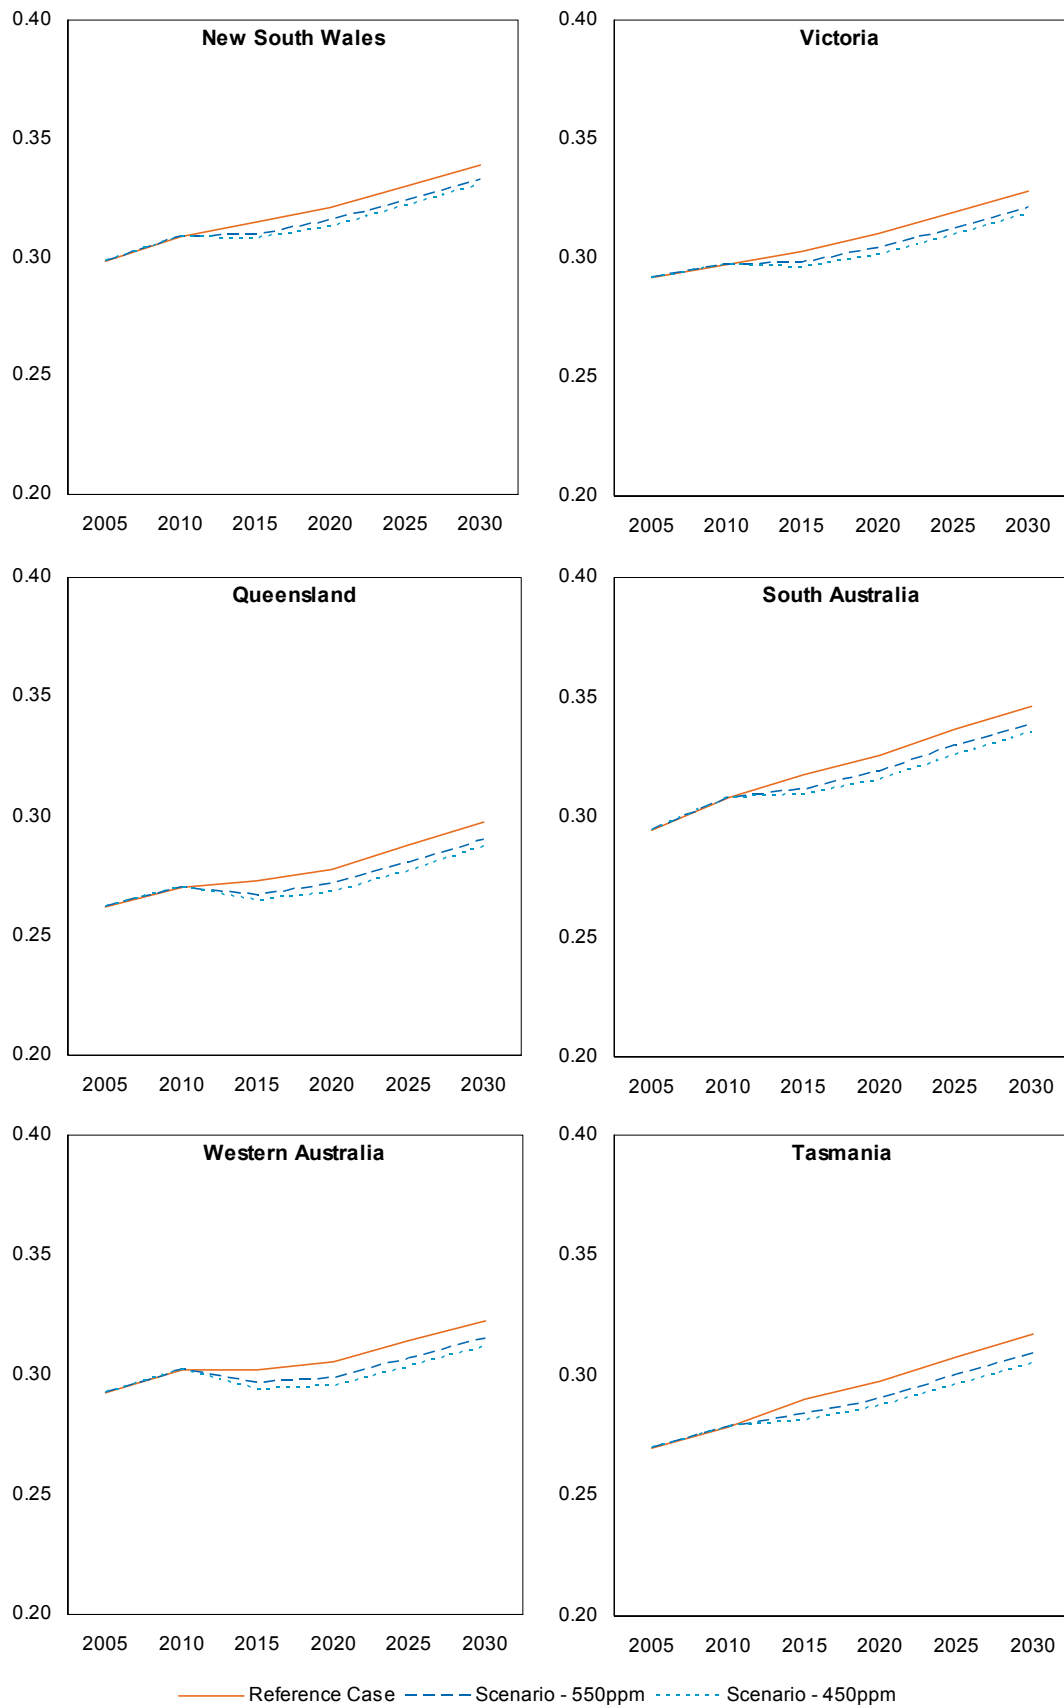 New South Wales
0.40
0.35
0.30
0.25
0.20
2005 2010 2015 2020 2025 2030
Victoria
0.40
0.35
0.30
0.25
0.20
2005 2010 2015 2020 2025 2030
Queensland
0.40
0.35
0.30
0.25
0.20
2005 2010 2015 2020 2025 2030
South Australia
0.40
0.35
0.30
0.25
0.20
2005 2010 2015 2020 2025 2030
Western Australia
0.40
0.35
0.30
0.25
0.20
2005 2010 2015 2020 2025 2030
Tasmania
0.40
0.35
0.30
0.25
0.20
2005 2010 2015 2020 2025 2030
Reference Case Scenario - 550ppm Scenario - 450ppm